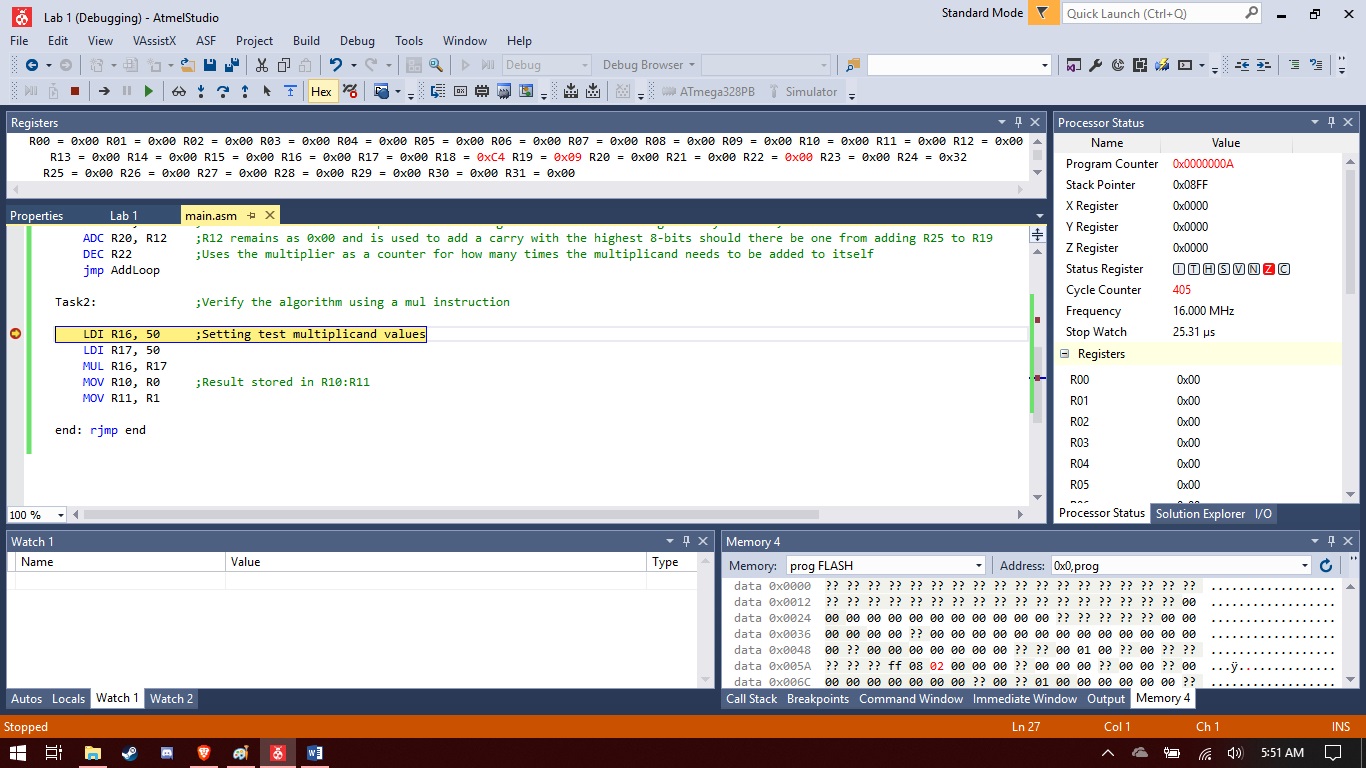 Lab 1 (Debugging) - AtmelStudio
Standard Mode
Quick Launch (Ctrl+Q)
File Edit View VAssistX ASF Project Build Debug Tools Window Help
Debug Debug Browser
Hex ATmega328PB Simulator
Registers
R00 = 0x00 R01 = 0x00 R02 = 0x00 R03 = 0x00 R04 = 0x00 R05 = 0x00 R06 = 0x00 R07 = 0x00 R08 = 0x00 R09 = 0x00 R10 = 0x00 R11 = 0x00 R12 = 0x00
R13 = 0x00 R14 = 0x00 R15 = 0x00 R16 = 0x00 R17 = 0x00 R18 = 0xC4 R19 = 0x09 R20 = 0x00 R21 = 0x00 R22 = 0x00 R23 = 0x00 R24 = 0x32
R25 = 0x00 R26 = 0x00 R27 = 0x00 R28 = 0x00 R29 = 0x00 R30 = 0x00 R31 = 0x00
Properties Lab 1 main.asm
ADC R20, R12 ;R12 remains as 0x00 and is used to add a carry with the highest 8-bits should there be one from adding R25 to R19
DEC R22 ;Uses the multiplier as a counter for how many times the multiplicand needs to be added to itself
jmp AddLoop
Task2: ;Verify the algorithm using a mul instruction
LDI R16, 50 ;Setting test multiplicand values
LDI R17, 50
MUL R16, R17
MOV R10, R0 ;Result stored in R10:R11
MOV R11, R1
end: rjmp end
100 %
Processor Status
Name Value
Program Counter 0x0000000A
Stack Pointer 0x08FF
X Register 0x0000
Y Register 0x0000
Z Register 0x0000
Status Register I T H S V N Z C
Cycle Counter 405
Frequency 16.000 MHz
Stop Watch 25.31 µs
Registers
R00 0x00
R01 0x00
R02 0x00
R03 0x00
R04 0x00
R05 0x00
Processor Status Solution Explorer I/O
Watch 1
Name Value Type
Autos Locals Watch 1 Watch 2
Memory 4
Memory: prog FLASH Address: 0x0,prog
data 0x0000 ?? ?? ?? ?? ?? ?? ?? ?? ?? ?? ?? ?? ?? ?? ?? ?? ?? ?? ..................
data 0x0012 ?? ?? ?? ?? ?? ?? ?? ?? ?? ?? ?? ?? ?? ?? ?? ?? ?? 00 ..................
data 0x0024 00 00 00 00 00 00 00 00 00 00 00 ?? ?? ?? ?? ?? 00 00 ..................
data 0x0036 00 00 00 00 ?? 00 00 00 00 00 00 00 00 00 00 00 00 00 ..................
data 0x0048 00 ?? 00 00 00 00 00 00 00 ?? ?? 00 01 00 ?? 00 ?? ?? ..................
data 0x005A ?? ?? ?? ff 08 02 00 00 00 ?? 00 00 00 ?? 00 00 ?? 00 ...ÿ..............
data 0x006C 00 00 00 00 00 00 00 ?? 00 ?? 01 00 00 00 00 00 00 ?? ..................
Call Stack Breakpoints Command Window Immediate Window Output Memory 4
Stopped Ln 27 Col 1 Ch 1 INS
5:51 AM